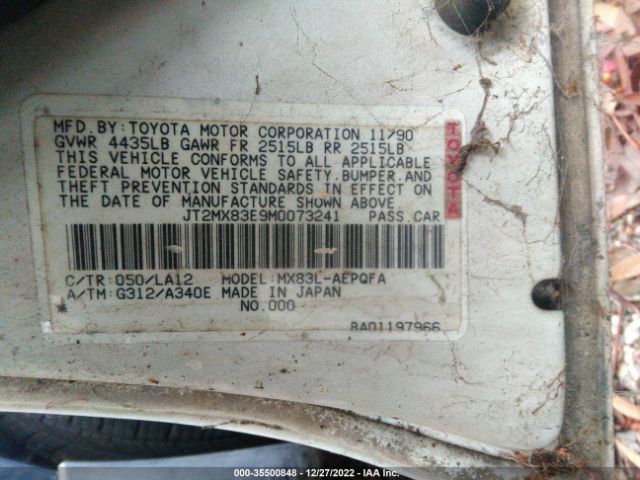 MFD. BY: TOYOTA MOTOR CORPORATION 11/90
GVWR 4435LB GAWR FR 2515LB RR 2515LB
THIS VEHICLE CONFORMS TO ALL APPLICABLE
FEDERAL MOTOR VEHICLE SAFETY, BUMPER, AND
THEFT PREVENTION STANDARDS IN EFFECT ON
THE DATE OF MANUFACTURE SHOWN ABOVE.
JT2MX83E9M0073241 PASS. CAR
TOYOTA
C/TR: 050/LA12 MODEL: MX83L-AEPQFA
A/TM: G312/A340E MADE IN JAPAN
NO. 000
8A01197966
000-35500848 - 12/27/2022 - IAA Inc.